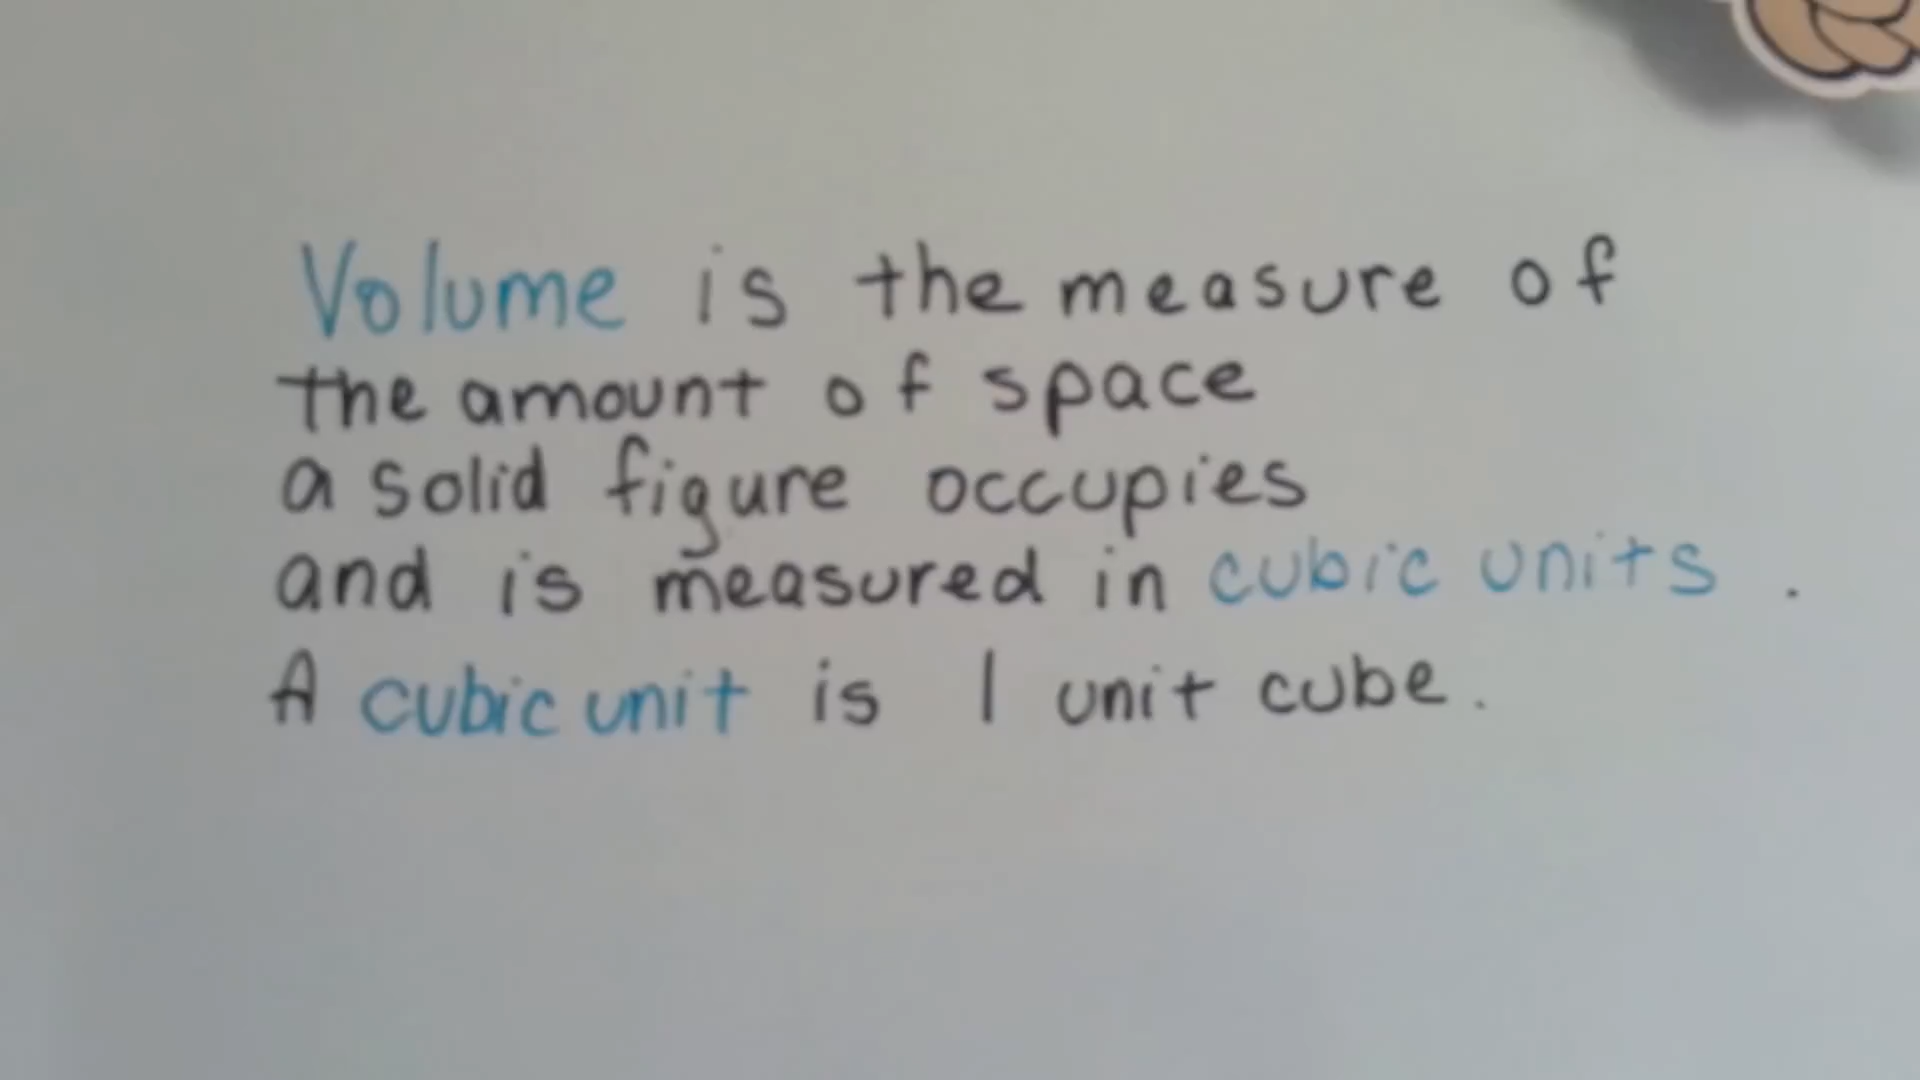 Volume is the measure of
the amount of space
a solid figure occupies
and is measured in cubic units .
A cubic unit is 1 unit cube.